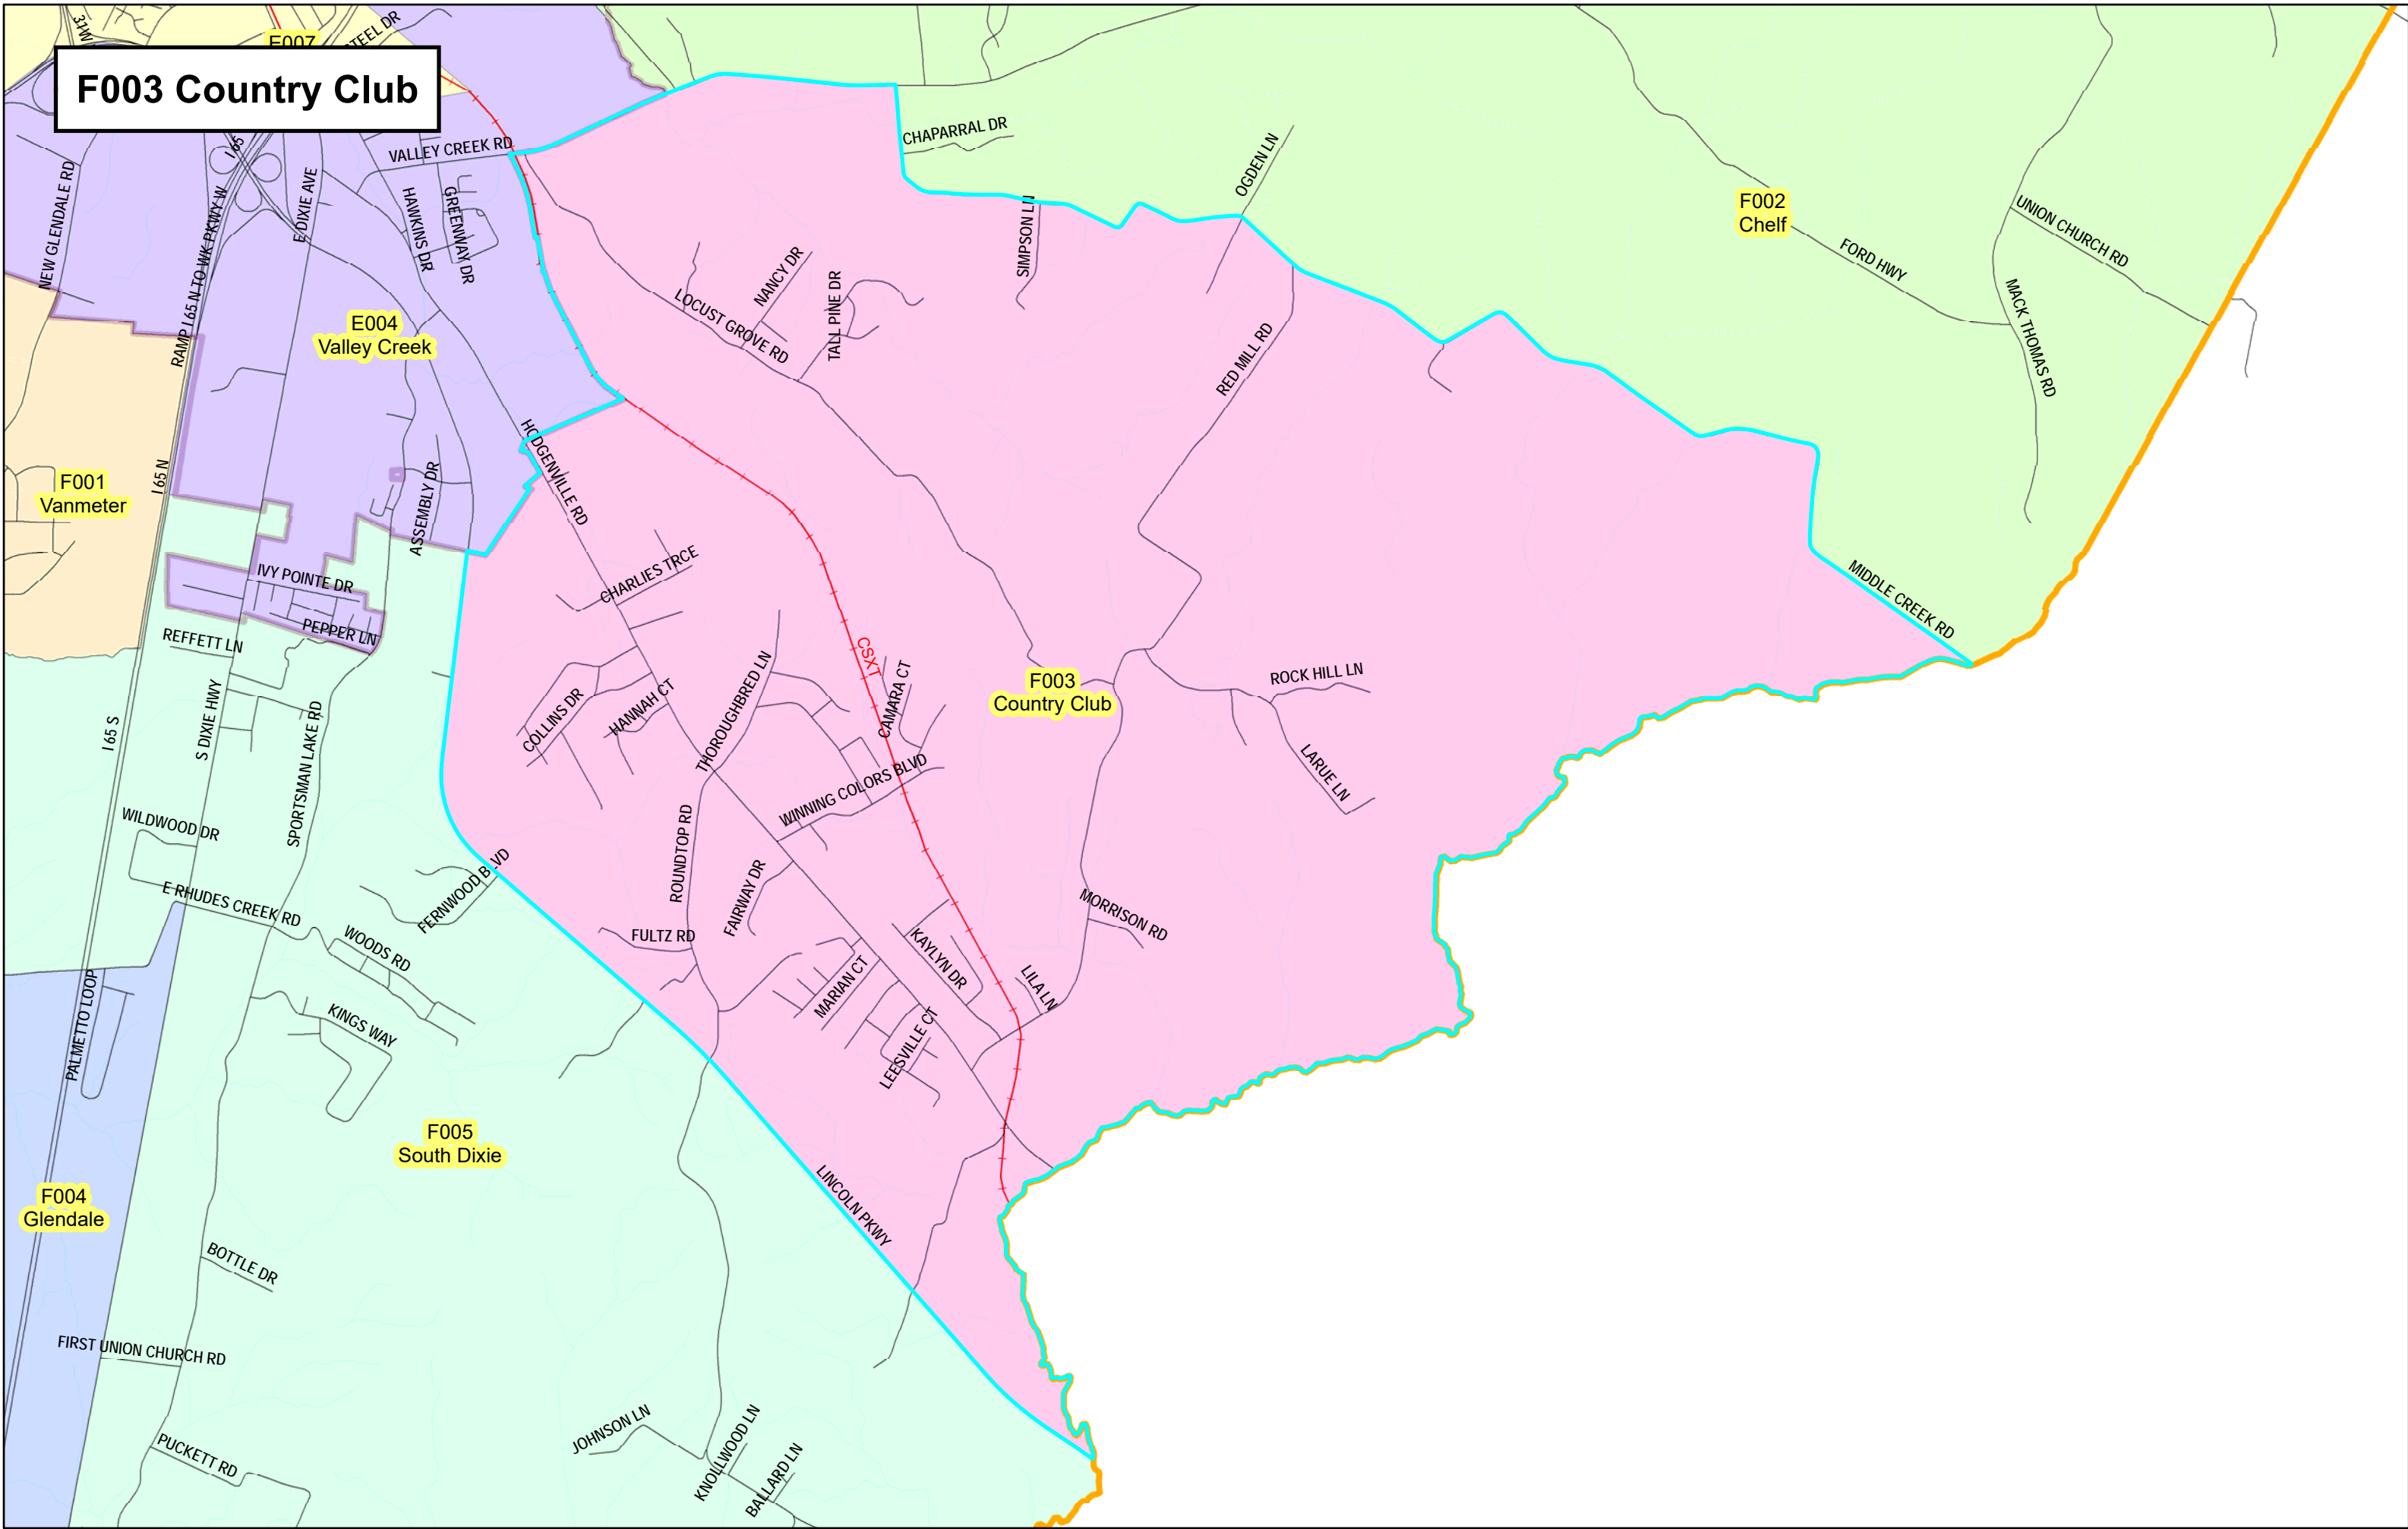 31W
E007
STEEL DR
F003 Country Club
I 65
VALLEY CREEK RD
CHAPARRAL DR
OGDEN LN
NEW GLENDALE RD
RAMP I 65 N TO WK PKWY W
E DIXIE AVE
HAWKINS DR
GREENWAY DR
SIMPSON LN
F002
Chelf
UNION CHURCH RD
FORD HWY
MACK THOMAS RD
NANCY DR
TALL PINE DR
LOCUST GROVE RD
RED MILL RD
E004
Valley Creek
HODGENVILLE RD
F001
Vanmeter
I 65 N
ASSEMBLY DR
CHARLIES TRCE
IVY POINTE DR
PEPPER LN
REFFETT LN
MIDDLE CREEK RD
CSXT
CAMARA CT
F003
Country Club
ROCK HILL LN
COLLINS DR
HANNAH CT
THOROUGHBRED LN
I 65 S
S DIXIE HWY
SPORTSMAN LAKE RD
WINNING COLORS BLVD
LARUE LN
WILDWOOD DR
ROUNDTOP RD
FAIRWAY DR
FERNWOOD BLVD
E RHUDES CREEK RD
WOODS RD
FULTZ RD
MARIAN CT
KAYLYN DR
LILA LN
MORRISON RD
PALMETTO LOOP
KINGS WAY
LEESVILLE CT
F005
South Dixie
LINCOLN PKWY
F004
Glendale
BOTTLE DR
FIRST UNION CHURCH RD
JOHNSON LN
KNOLLWOOD LN
BALLARD LN
PUCKETT RD